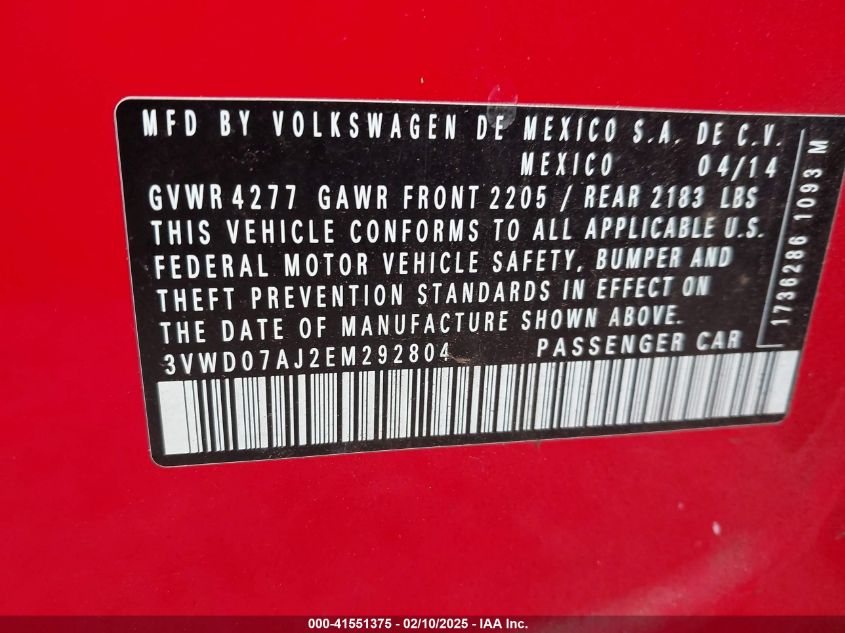 MFD BY VOLKSWAGEN DE MEXICO S.A. DE C.V.
MEXICO 04/14
GVWR 4277 GAWR FRONT 2205 / REAR 2183 LBS
THIS VEHICLE CONFORMS TO ALL APPLICABLE U.S.
FEDERAL MOTOR VEHICLE SAFETY, BUMPER AND
THEFT PREVENTION STANDARDS IN EFFECT ON
THE DATE OF MANUFACTURE SHOWN ABOVE.
3VWD07AJ2EM292804 PASSENGER CAR
1736286 1093 M
000-41551375 - 02/10/2025 - IAA Inc.